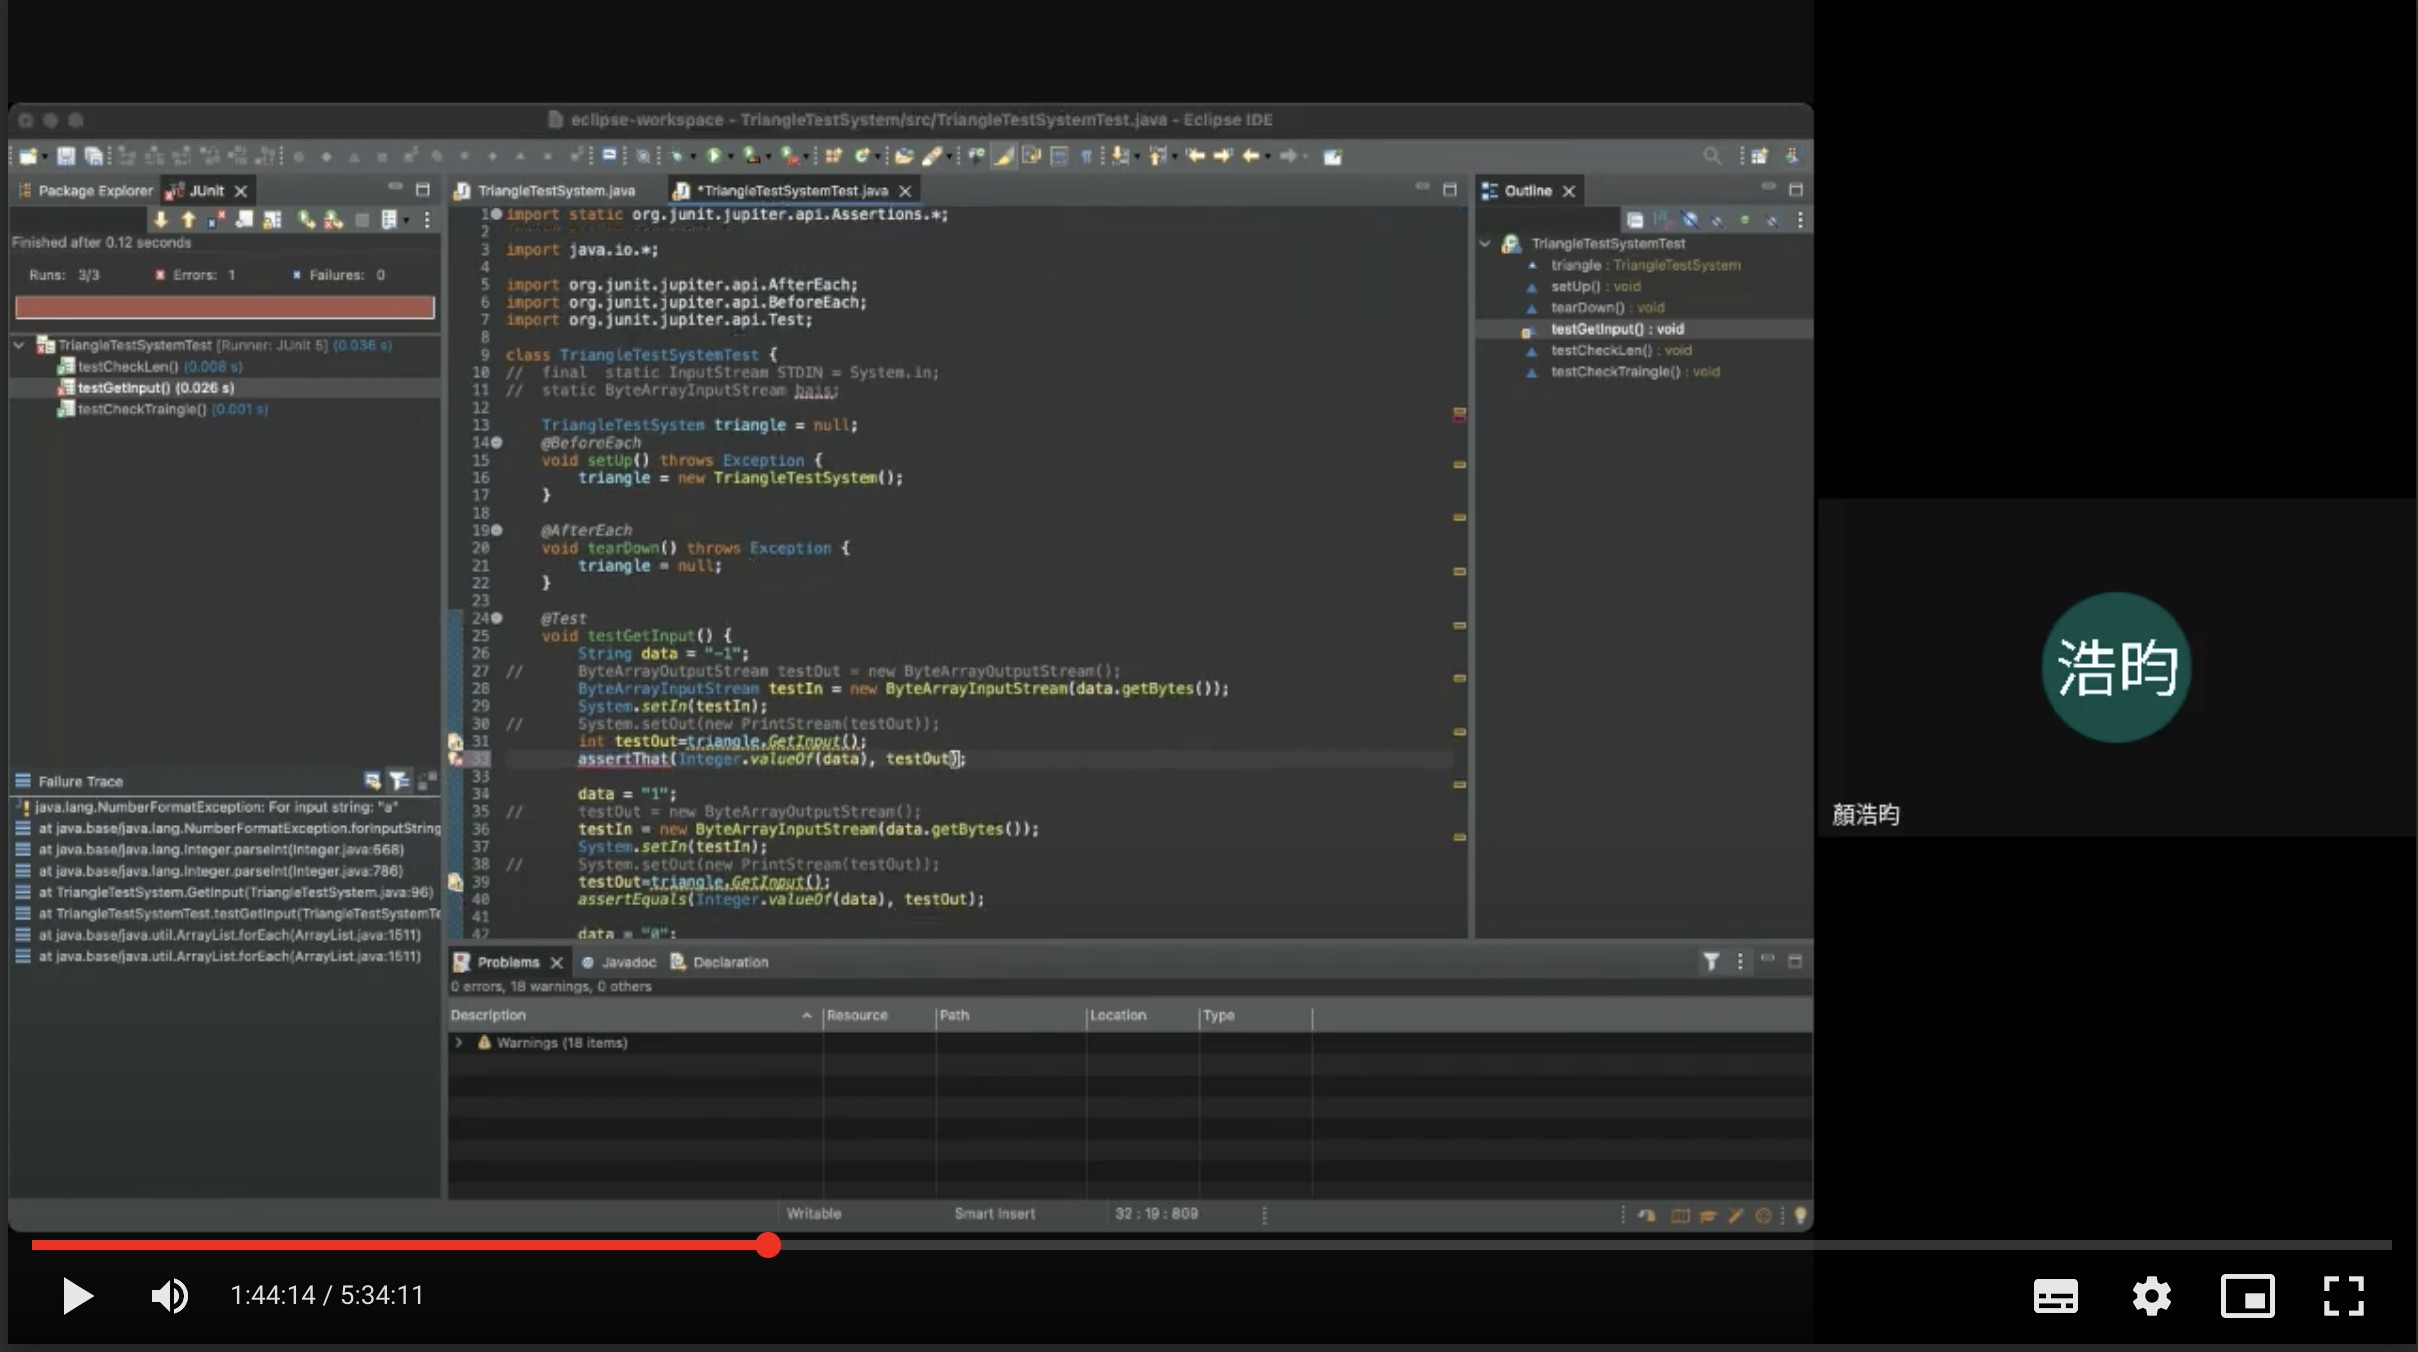 eclipse-workspace - TriangleTestSystem/src/TriangleTestSystemTest.java - Eclipse IDE
Package Explorer
JUnit
Finished after 0.12 seconds
Runs: 3/3 Errors: 1 Failures: 0
TriangleTestSystemTest [Runner: JUnit 5] (0.036 s)
testCheckLen() (0.008 s)
testGetInput() (0.026 s)
testCheckTraingle() (0.001 s)
Failure Trace
java.lang.NumberFormatException: For input string: "a"
at java.base/java.lang.NumberFormatException.forInputString
at java.base/java.lang.Integer.parseInt(Integer.java:668)
at java.base/java.lang.Integer.parseInt(Integer.java:786)
at TriangleTestSystem.GetInput(TriangleTestSystem.java:96)
at TriangleTestSystemTest.testGetInput(TriangleTestSystemTe
at java.base/java.util.ArrayList.forEach(ArrayList.java:1511)
at java.base/java.util.ArrayList.forEach(ArrayList.java:1511)
TriangleTestSystem.java
*TriangleTestSystemTest.java
1 import static org.junit.jupiter.api.Assertions.*;
2
3 import java.io.*;
4
5 import org.junit.jupiter.api.AfterEach;
6 import org.junit.jupiter.api.BeforeEach;
7 import org.junit.jupiter.api.Test;
8
9 class TriangleTestSystemTest {
10 // final static InputStream STDIN = System.in;
11 // static ByteArrayInputStream bais;
12
13 TriangleTestSystem triangle = null;
14 @BeforeEach
15 void setUp() throws Exception {
16 triangle = new TriangleTestSystem();
17 }
18
19 @AfterEach
20 void tearDown() throws Exception {
21 triangle = null;
22 }
23
24 @Test
25 void testGetInput() {
26 String data = "-1";
27 // ByteArrayOutputStream testOut = new ByteArrayOutputStream();
28 ByteArrayInputStream testIn = new ByteArrayInputStream(data.getBytes());
29 System.setIn(testIn);
30 // System.setOut(new PrintStream(testOut));
31 int testOut=triangle.GetInput();
assertThat(Integer.valueOf(data), testOut);
33
34 data = "1";
35 // testOut = new ByteArrayOutputStream();
36 testIn = new ByteArrayInputStream(data.getBytes());
37 System.setIn(testIn);
38 // System.setOut(new PrintStream(testOut));
39 testOut=triangle.GetInput();
40 assertEquals(Integer.valueOf(data), testOut);
41
42 data = "0";
Outline
TriangleTestSystemTest
triangle : TriangleTestSystem
setUp() : void
tearDown() : void
testGetInput() : void
testCheckLen() : void
testCheckTraingle() : void
Problems
Javadoc
Declaration
0 errors, 18 warnings, 0 others
Description Resource Path Location Type
Warnings (18 items)
Writable Smart Insert 32 : 19 : 809
浩昀
顏浩昀
1:44:14 / 5:34:11